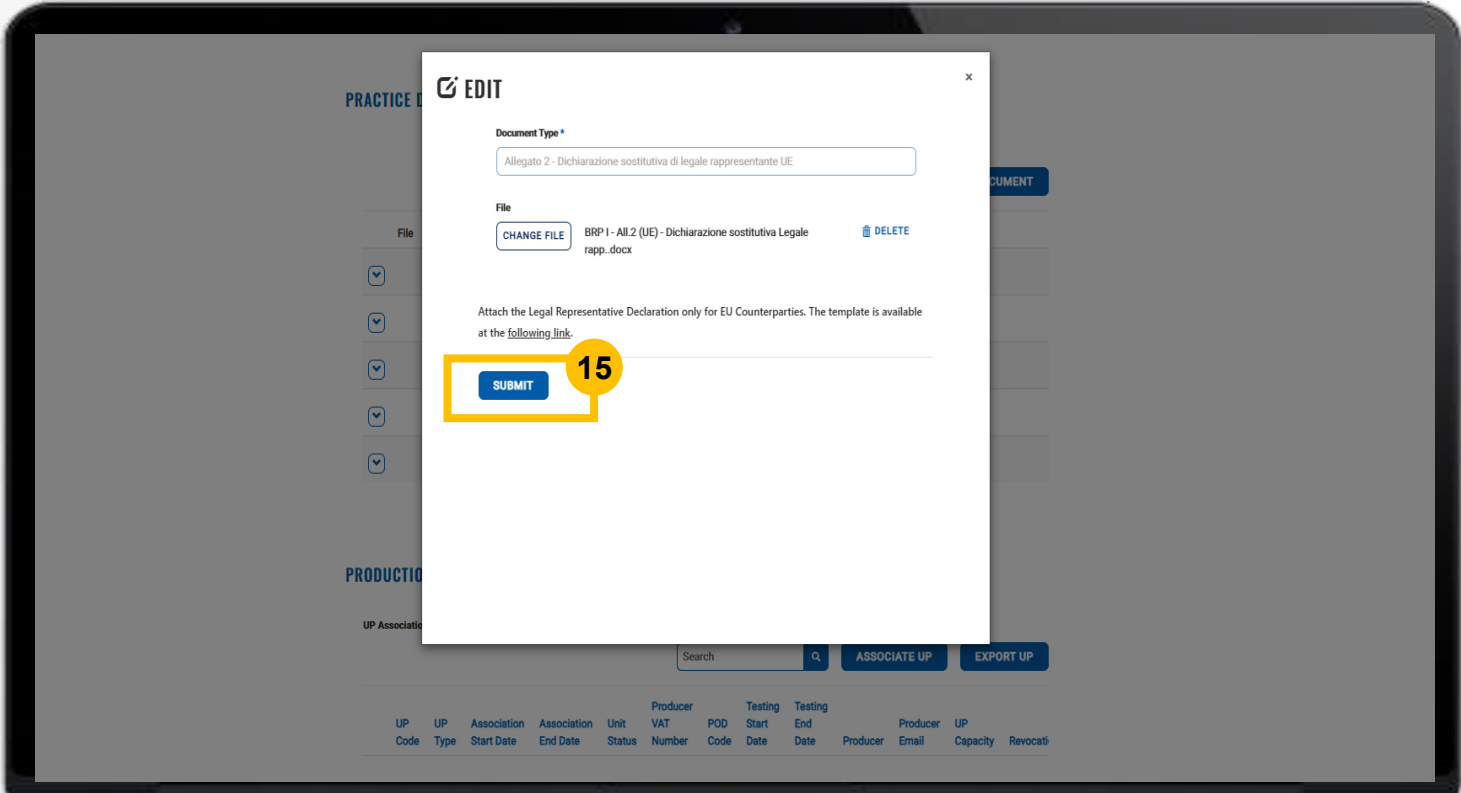 PRACTICE D
EDIT
×
Document Type *
Allegato 2 - Dichiarazione sostitutiva di legale rappresentante UE
CUMENT
File
File
CHANGE FILE
BRP I - All.2 (UE) - Dichiarazione sostitutiva Legale
rapp..docx
DELETE
Attach the Legal Representative Declaration only for EU Counterparties. The template is available
at the following link.
15
SUBMIT
PRODUCTIO
UP Associatio
Search
ASSOCIATE UP
EXPORT UP
UP Code
UP Type
Association Start Date
Association End Date
Unit Status
Producer VAT Number
POD Code
Testing Start Date
Testing End Date
Producer
Producer Email
UP Capacity
Revocati